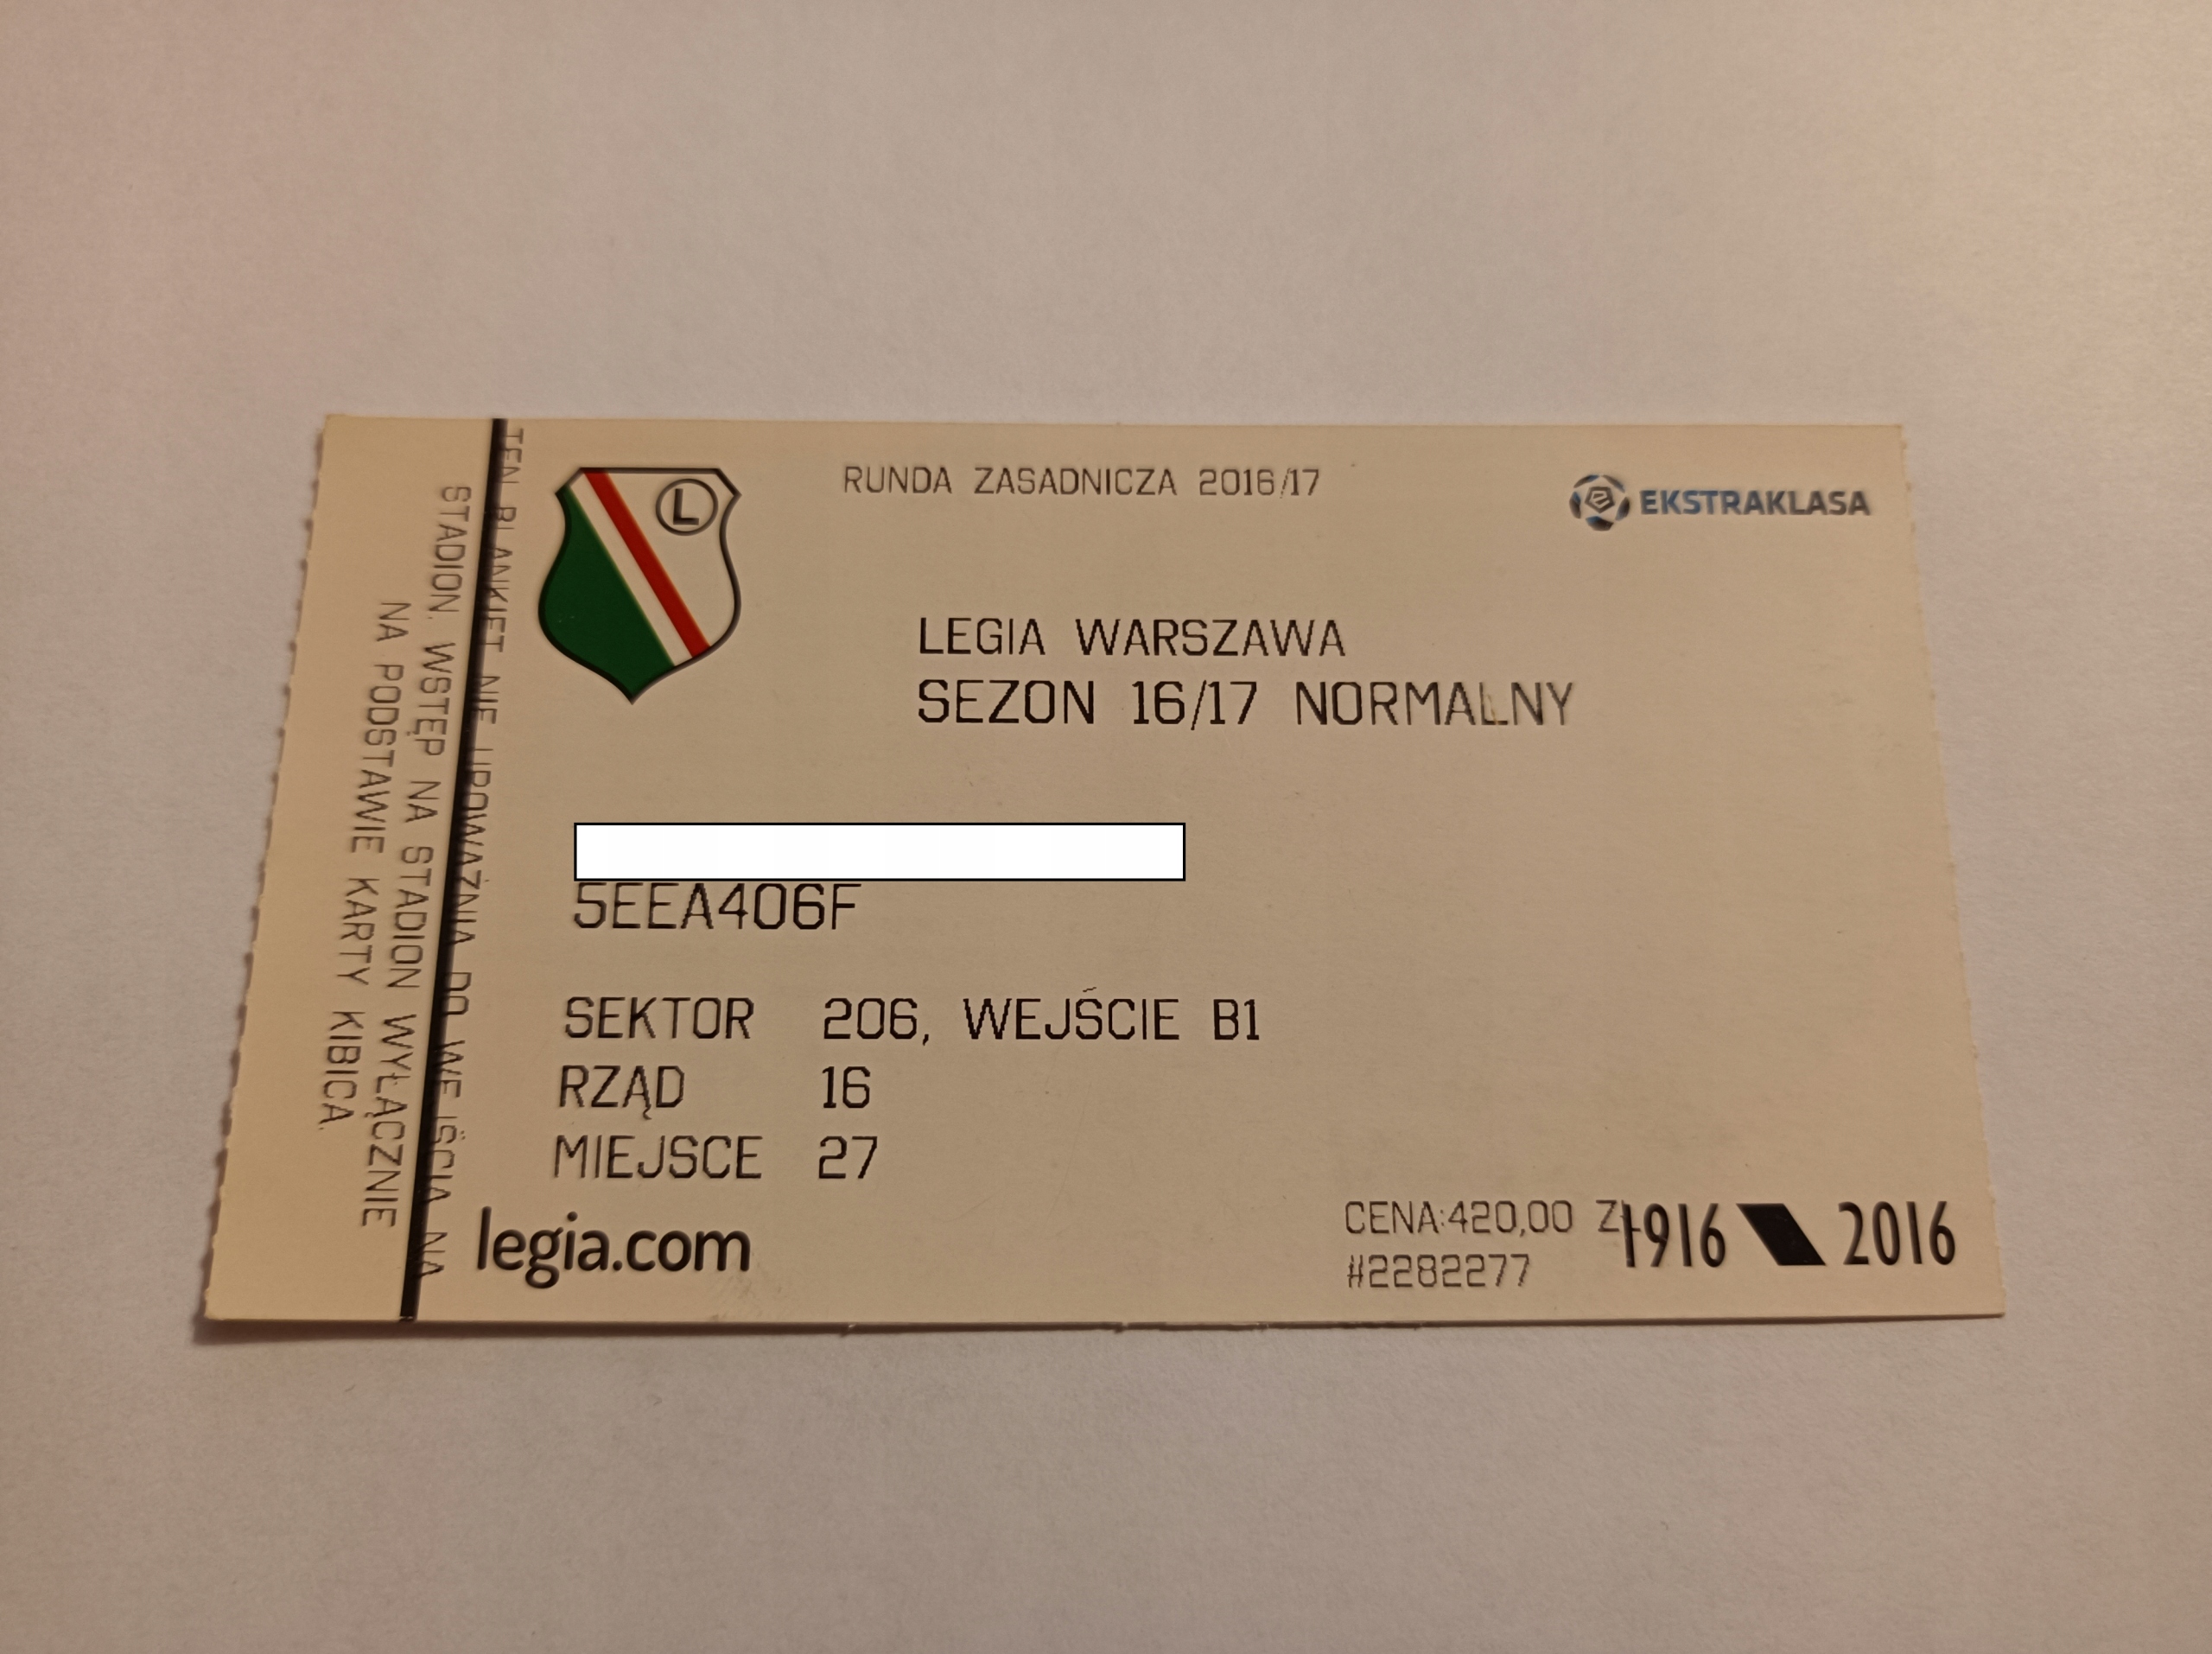 TEN BLANKIET NIE UPOWAŻNIA DO WEJŚCIA NA
STADION. WSTĘP NA STADION WYŁĄCZNIE
NA PODSTAWIE KARTY KIBICA.
L
RUNDA ZASADNICZA 2016/17
EKSTRAKLASA
LEGIA WARSZAWA
SEZON 16/17 NORMALNY
5EEA406F
SEKTOR 206, WEJŚCIE B1
RZĄD 16
MIEJSCE 27
legia.com
CENA:420,00 ZŁ
#2282277
1916 2016